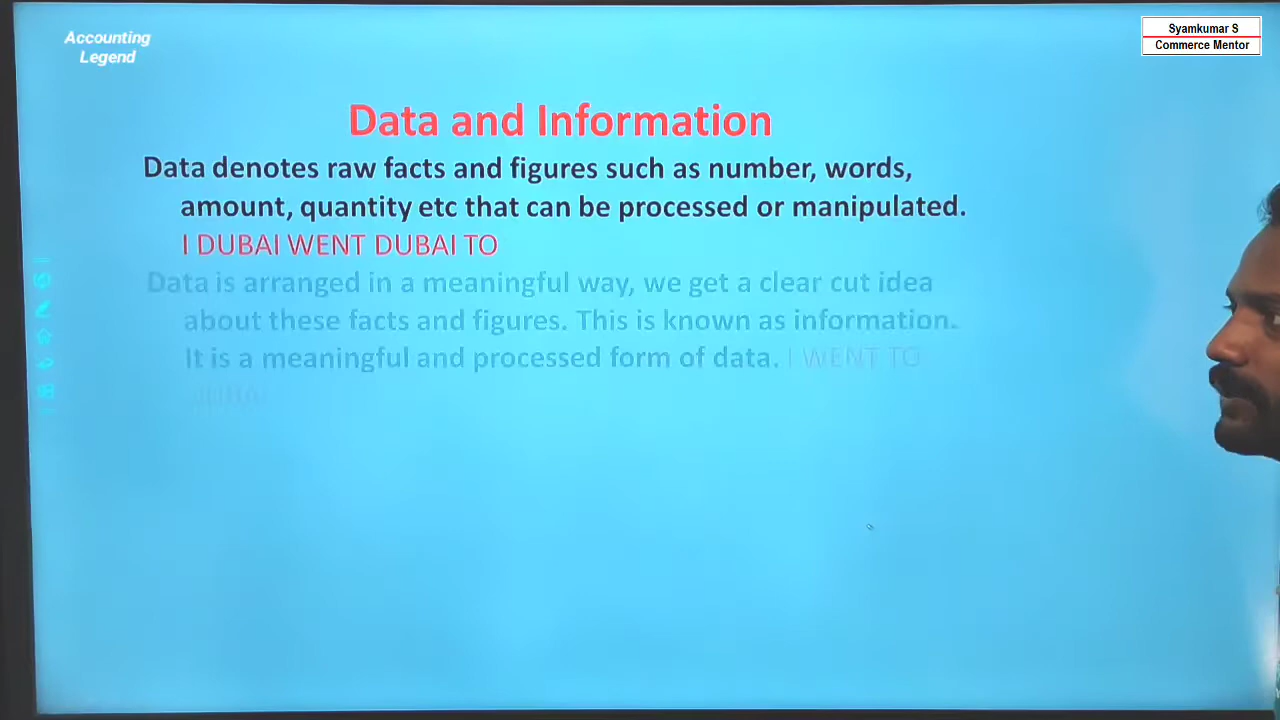 Accounting
Legend
Syamkumar S
Commerce Mentor
Data and Information
Data denotes raw facts and figures such as number, words,
amount, quantity etc that can be processed or manipulated.
I DUBAI WENT DUBAI TO
Data is arranged in a meaningful way, we get a clear cut idea
about these facts and figures. This is known as information.
It is a meaningful and processed form of data. I WENT TO